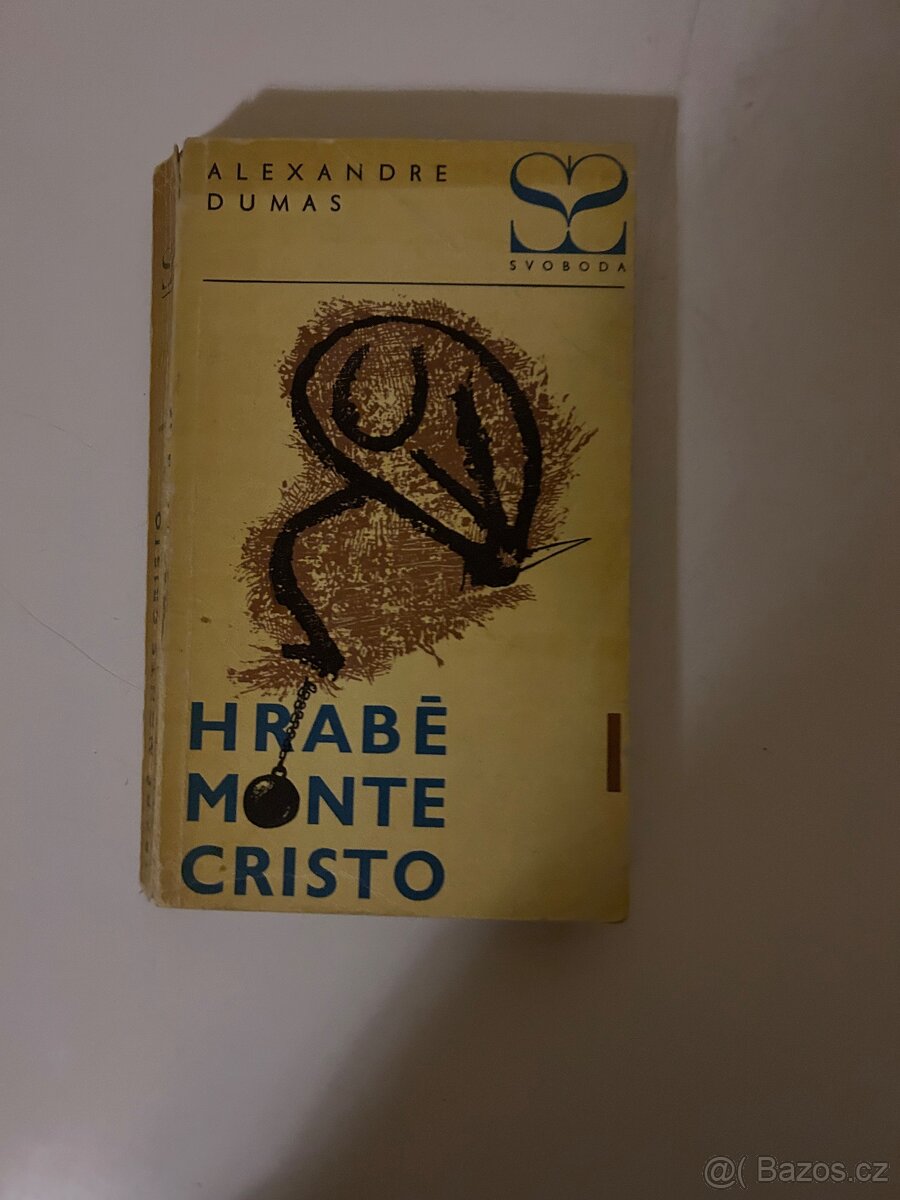 ALEXANDRE
DUMAS
SVOBODA
HRABĚ
MONTE
CRISTO
@( Bazos.cz